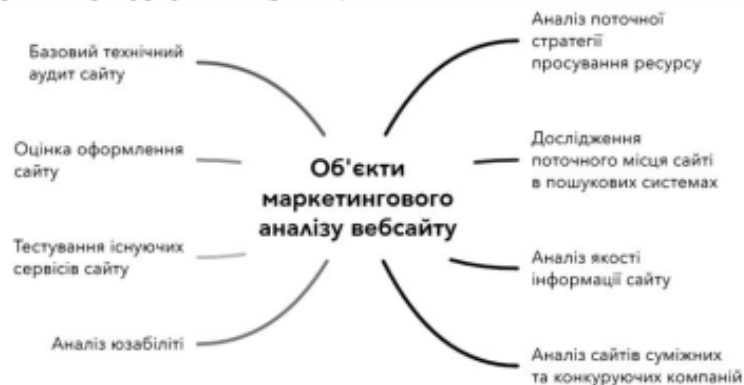 Базовий технічний
аудит сайту
Оцінка оформлення
сайту
Тестування існуючих
сервісів сайту
Аналіз юзабіліті
Об'єкти
маркетингового
аналізу вебсайту
Аналіз поточної
стратегії
просування ресурсу
Дослідження
поточного місця сайті
в пошукових системах
Аналіз якості
інформації сайту
Аналіз сайтів суміжних
та конкуруючих компаній